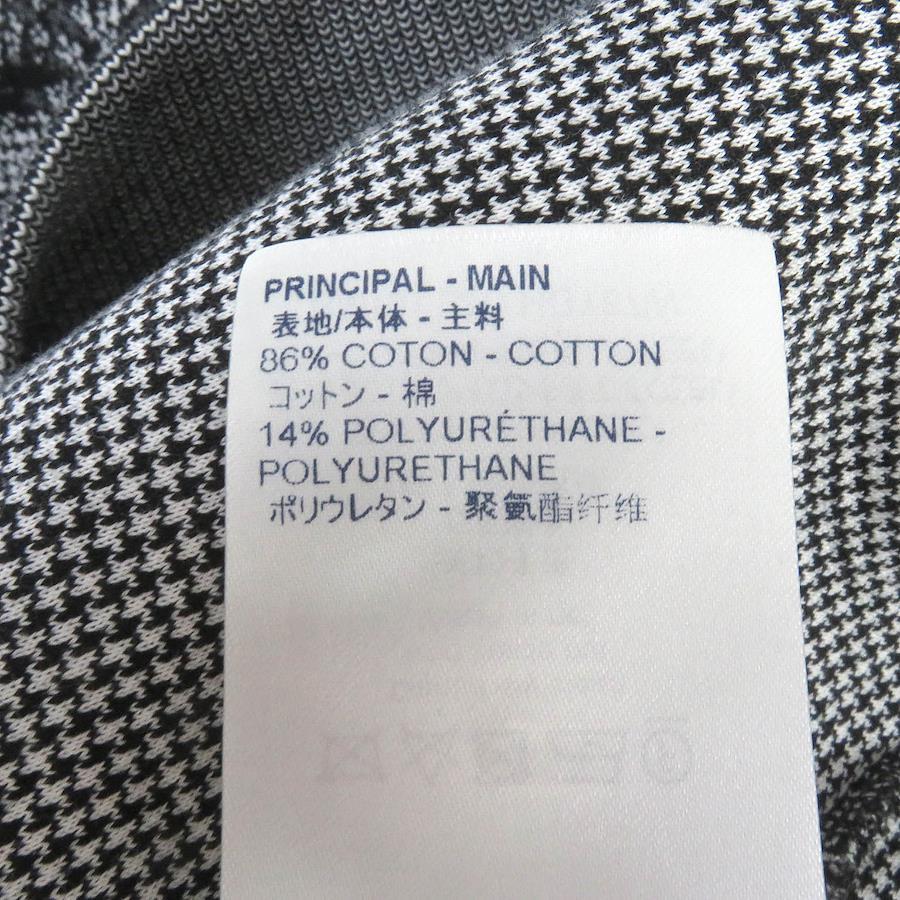 PRINCIPAL - MAIN
表地/本体 - 主料
86% COTON - COTTON
コットン - 棉
14% POLYURÉTHANE -
POLYURETHANE
ポリウレタン - 聚氨酯纤维